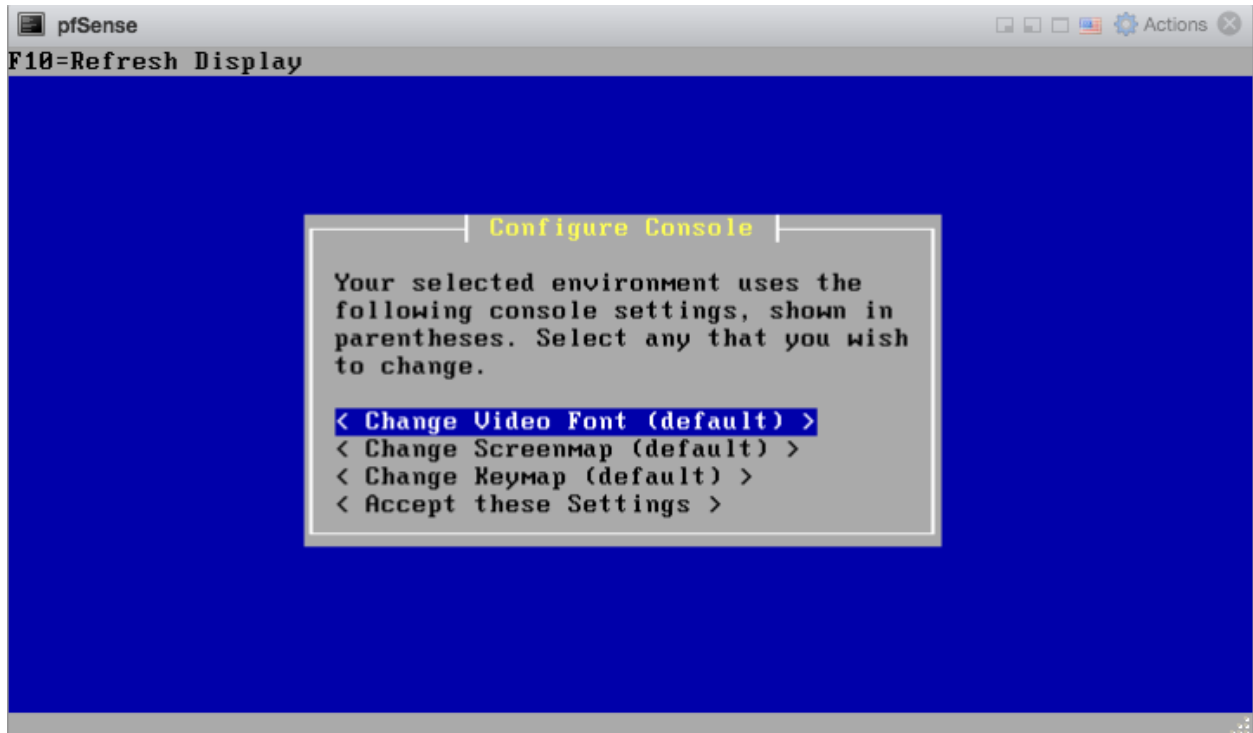 pfSense
Actions
F10=Refresh Display
Configure Console
Your selected environment uses the
following console settings, shown in
parentheses. Select any that you wish
to change.
< Change Video Font (default) >
< Change Screenmap (default) >
< Change Keymap (default) >
< Accept these Settings >